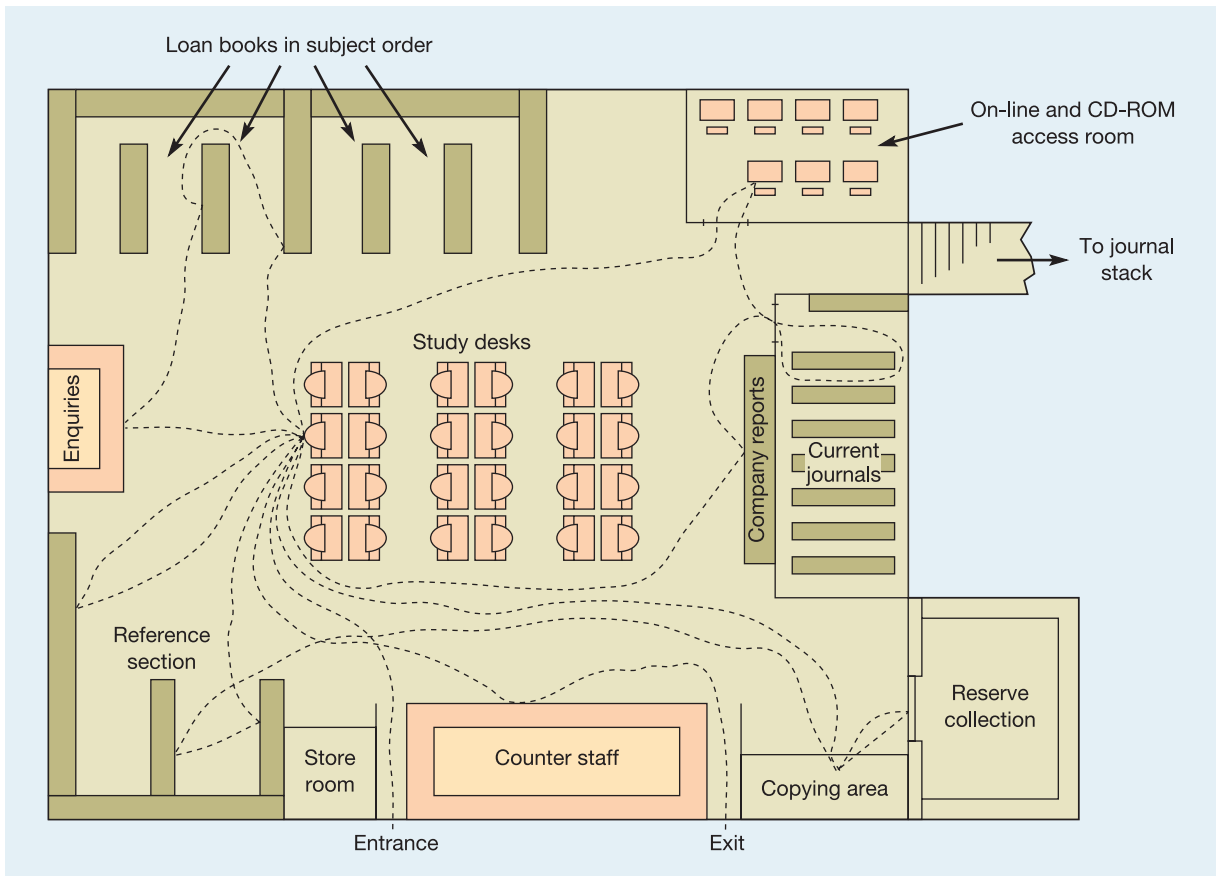 Loan books in subject order
On-line and CD-ROM
access room
To journal
stack
Study desks
Enquiries
Company reports
Current
journals
Reference
section
Reserve
collection
Store
room
Counter staff
Copying area
Entrance
Exit